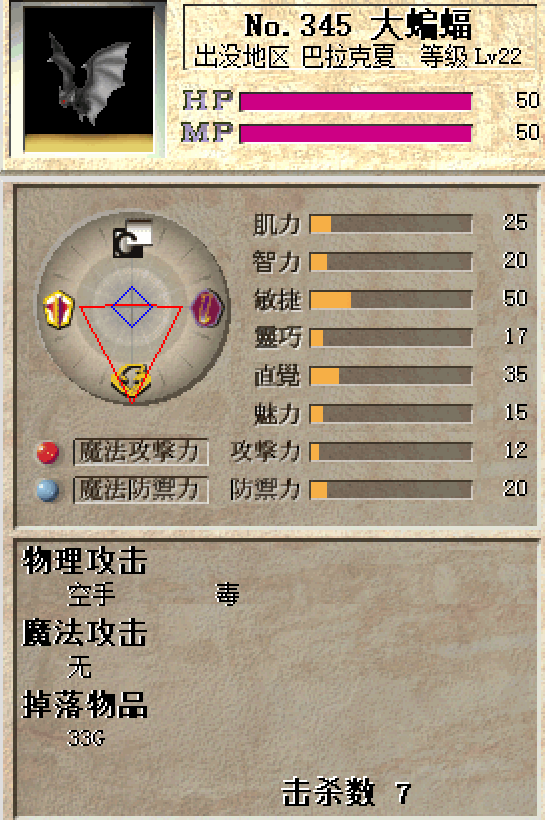 No. 345 大蝙蝠
出没地区 巴拉克夏 等级 Lv22
HP 50
MP 50
肌力 25
智力 20
敏捷 50
靈巧 17
直覺 35
魅力 15
魔法攻擊力 攻擊力 12
魔法防禦力 防禦力 20
物理攻击
空手 毒
魔法攻击
无
掉落物品
33G
击杀数 7